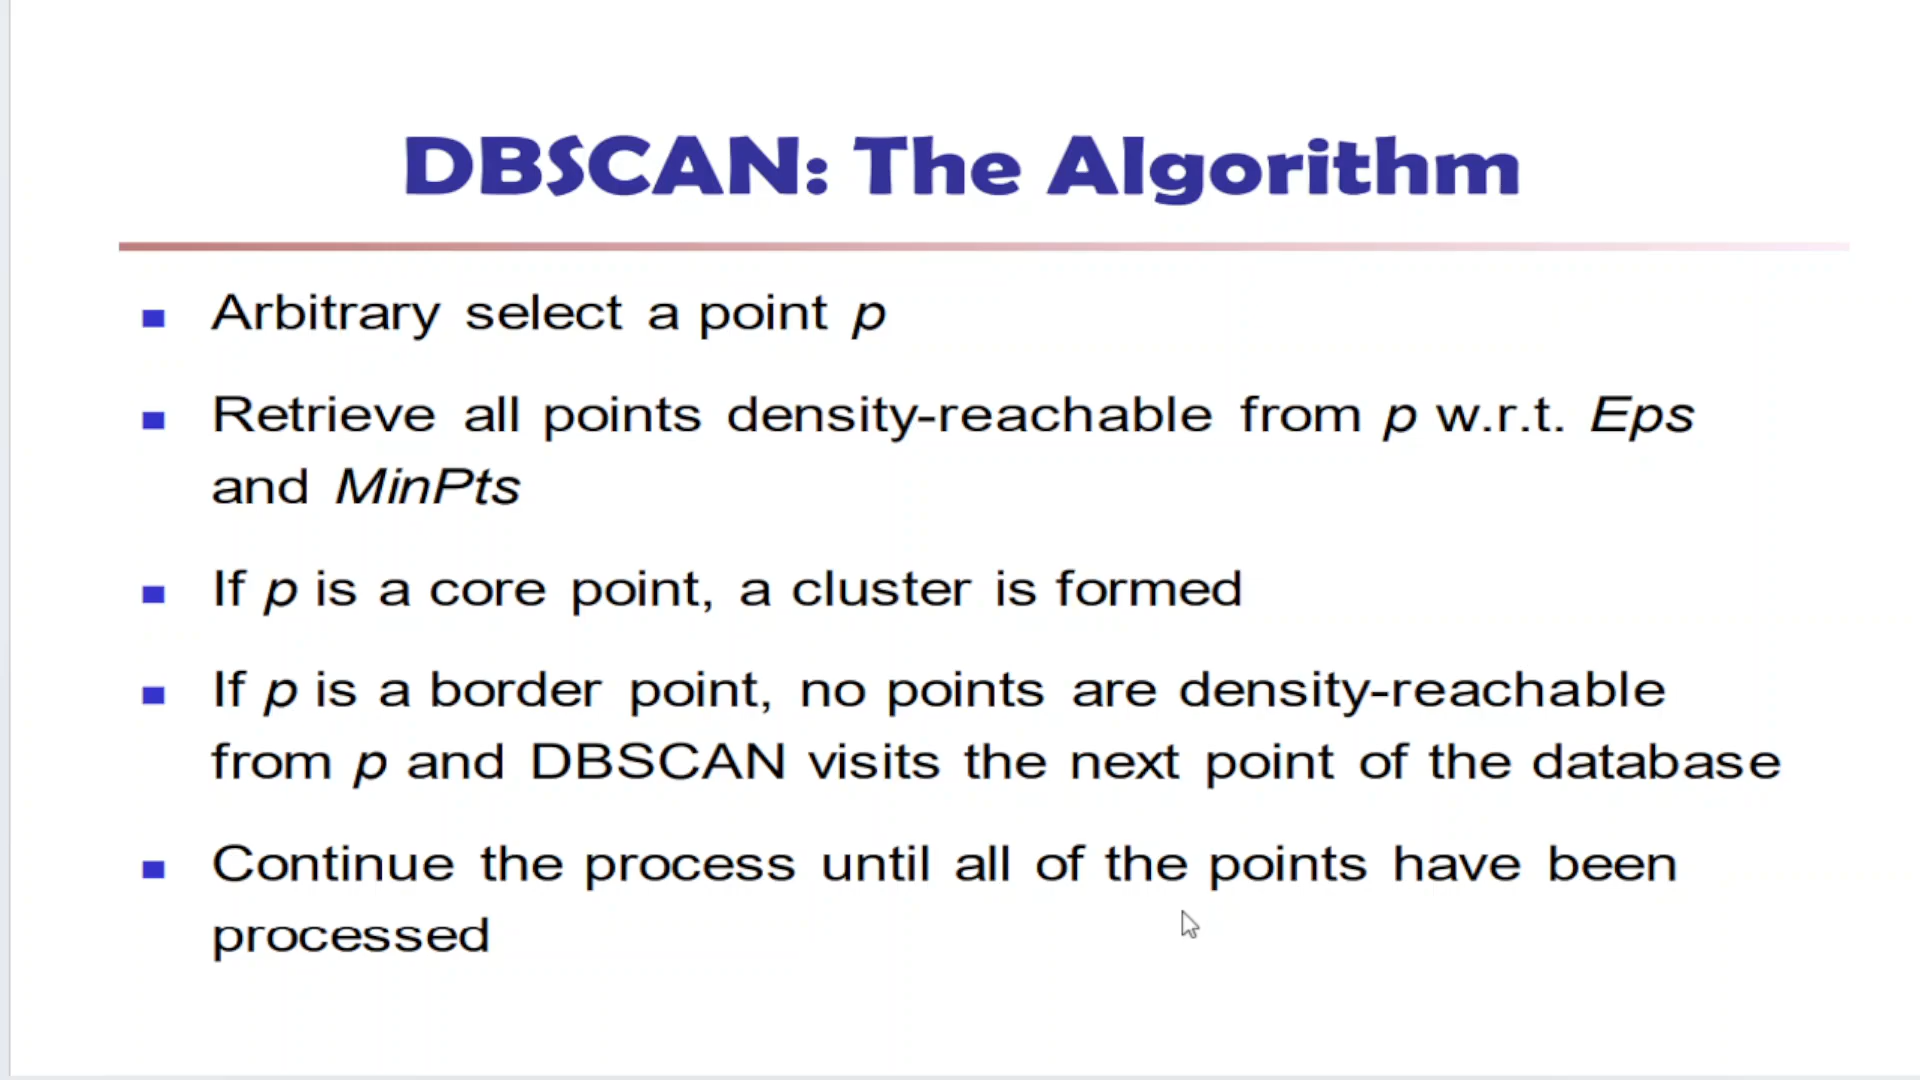 DBSCAN: The Algorithm
Arbitrary select a point p
Retrieve all points density-reachable from p w.r.t. Eps
and MinPts
If p is a core point, a cluster is formed
If p is a border point, no points are density-reachable
from p and DBSCAN visits the next point of the database
Continue the process until all of the points have been
processed